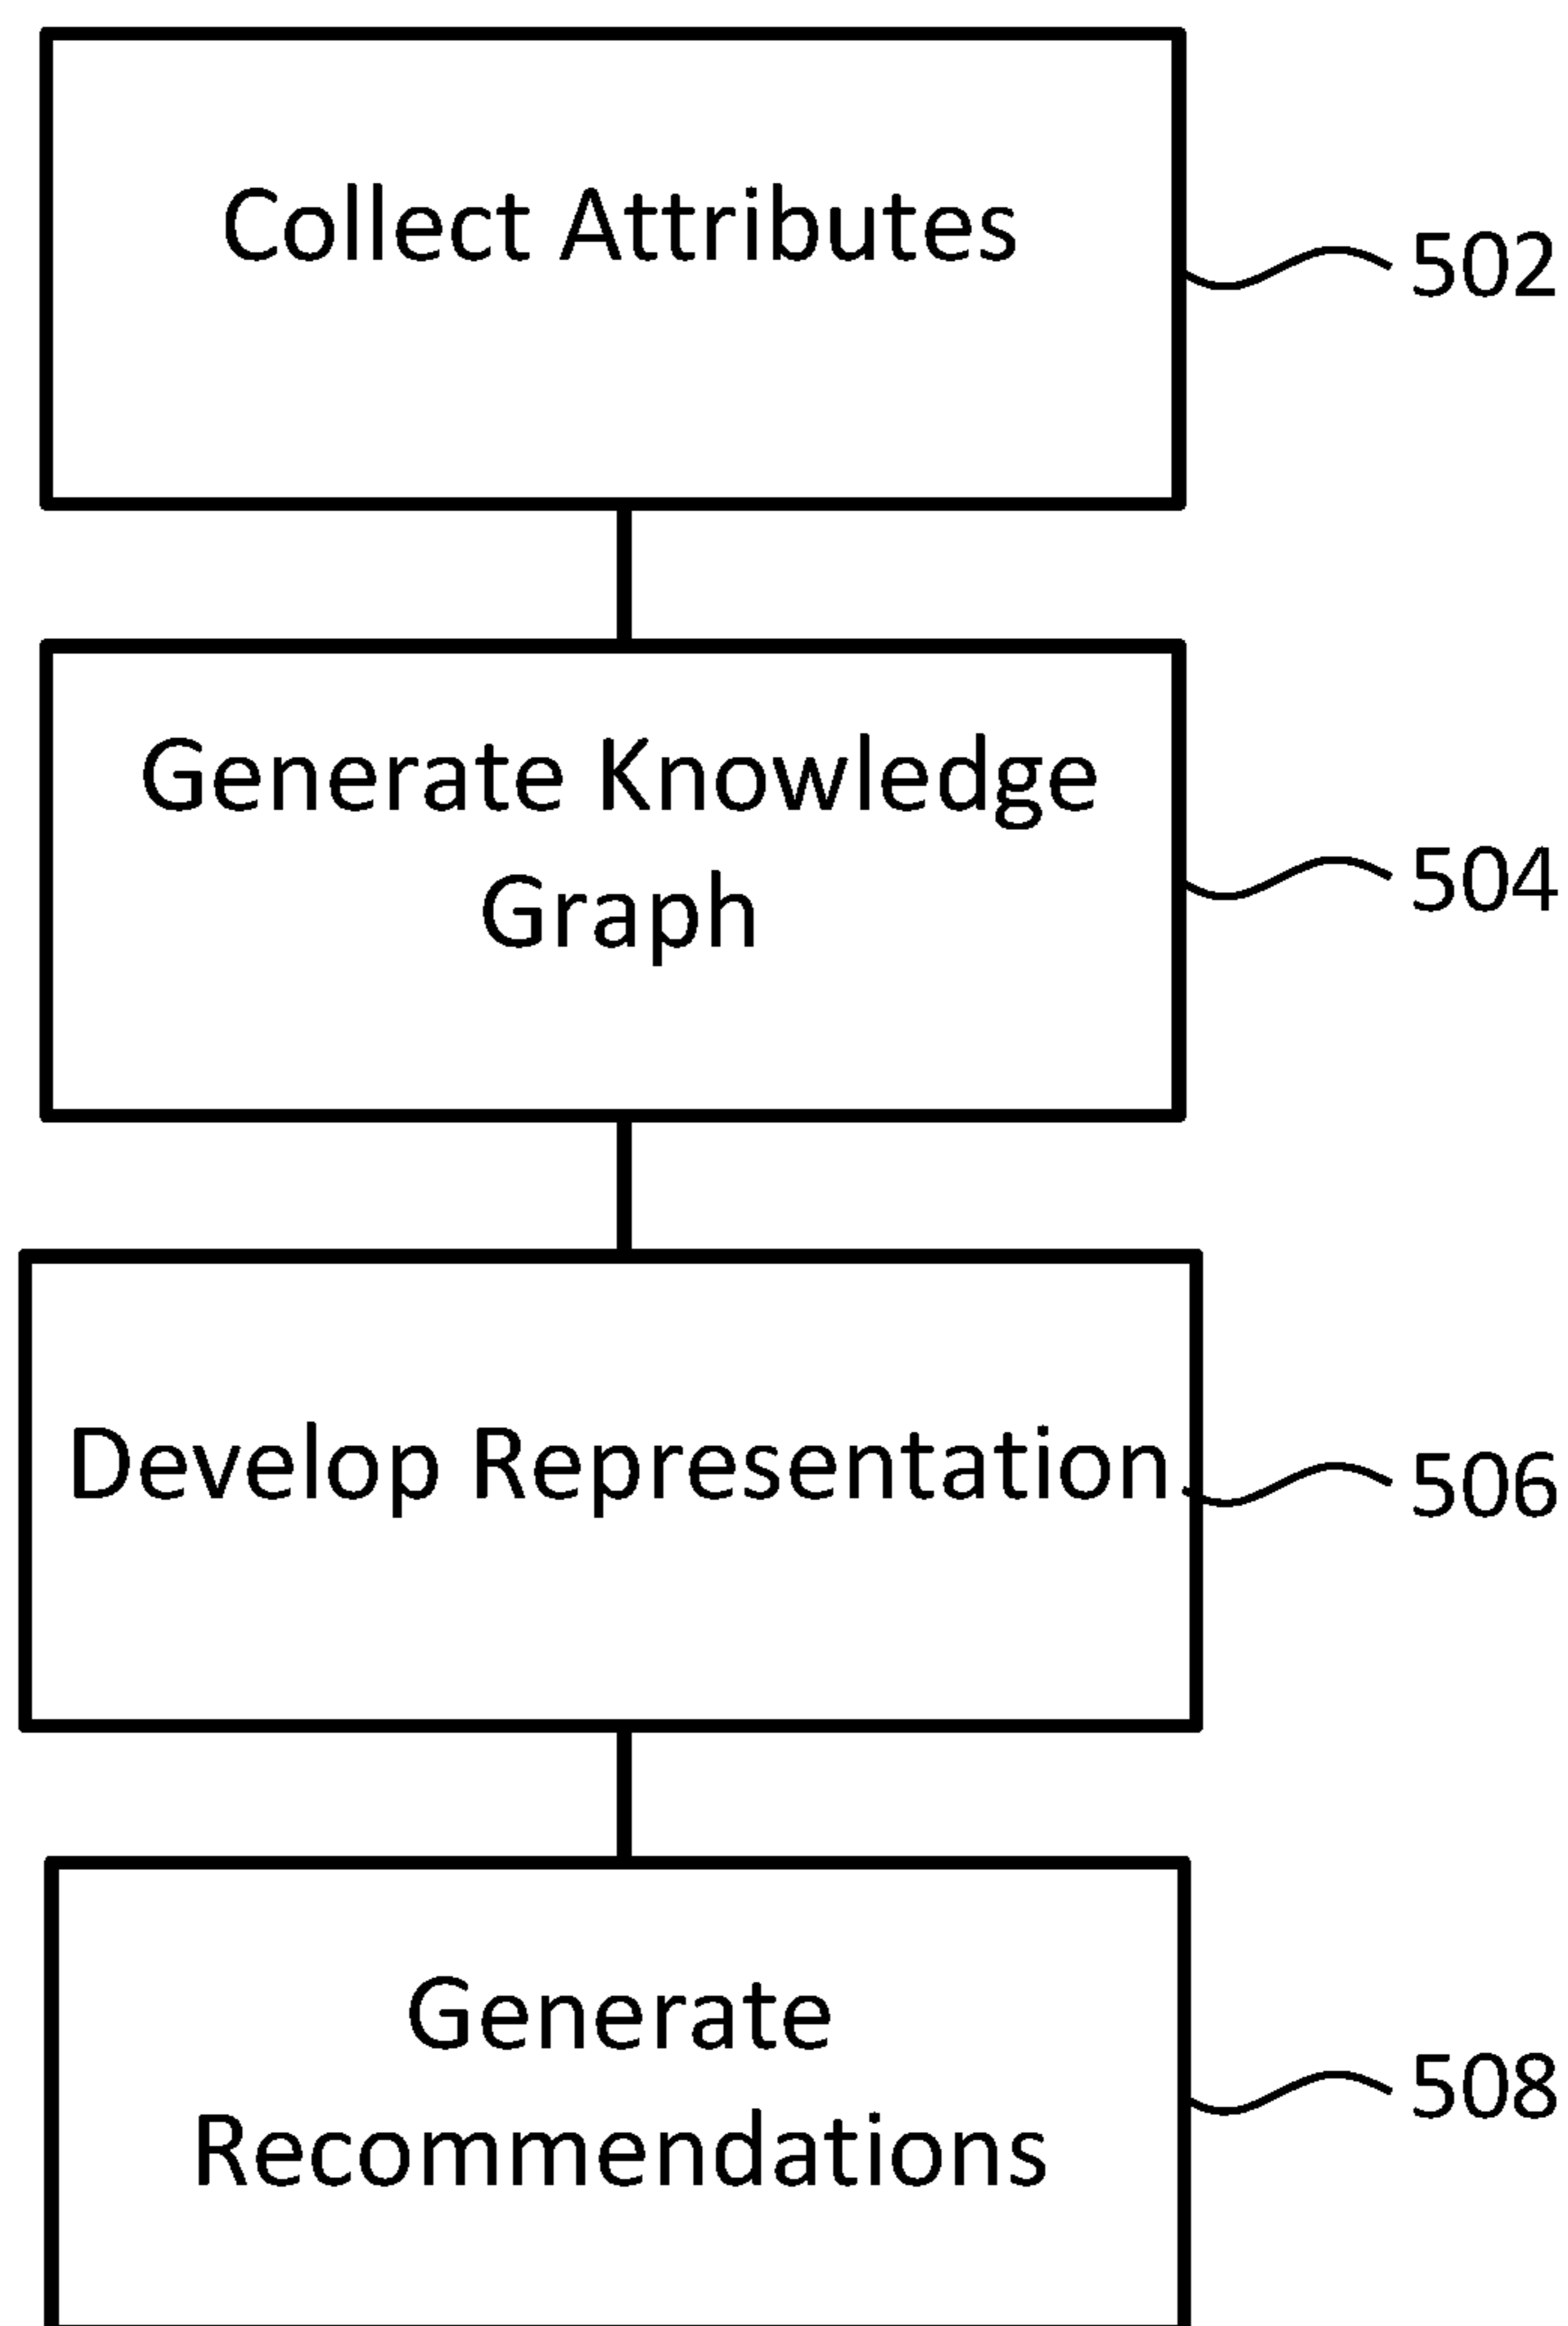 Collect Attributes
502
Generate Knowledge
Graph
504
Develop Representation
506
Generate
Recommendations
508